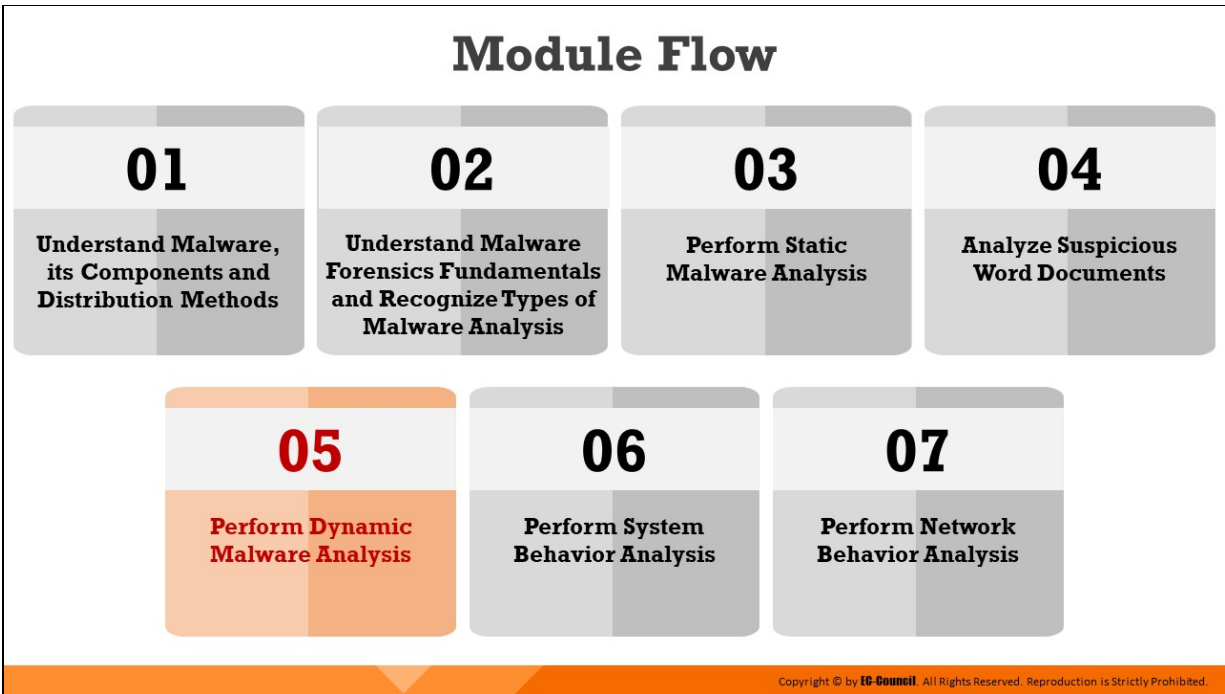 Module Flow
01
Understand Malware,
its Components and
Distribution Methods
02
Understand Malware
Forensics Fundamentals
and Recognize Types of
Malware Analysis
03
Perform Static
Malware Analysis
04
Analyze Suspicious
Word Documents
05
Perform Dynamic
Malware Analysis
06
Perform System
Behavior Analysis
07
Perform Network
Behavior Analysis
Copyright © by EC-Council. All Rights Reserved. Reproduction is Strictly Prohibited.